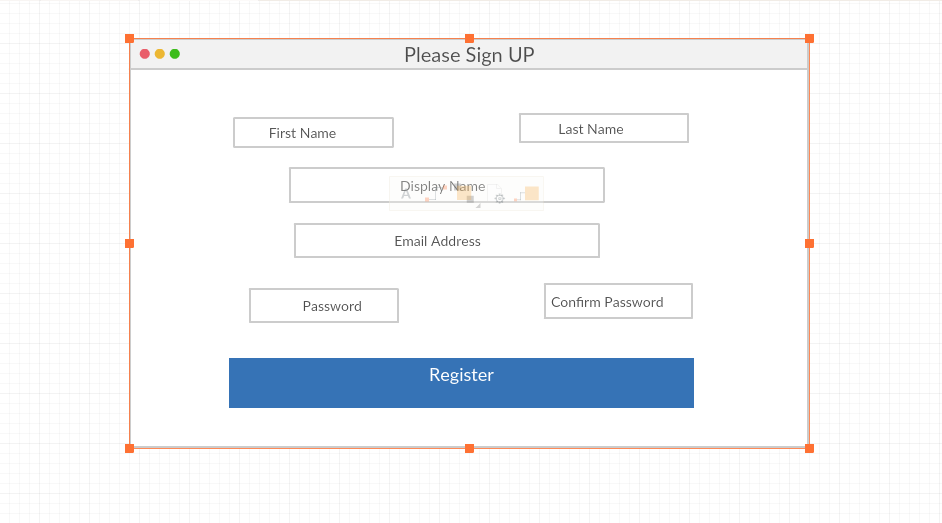 Please Sign UP
First Name
Last Name
Display Name
A
Email Address
Password
Confirm Password
Register